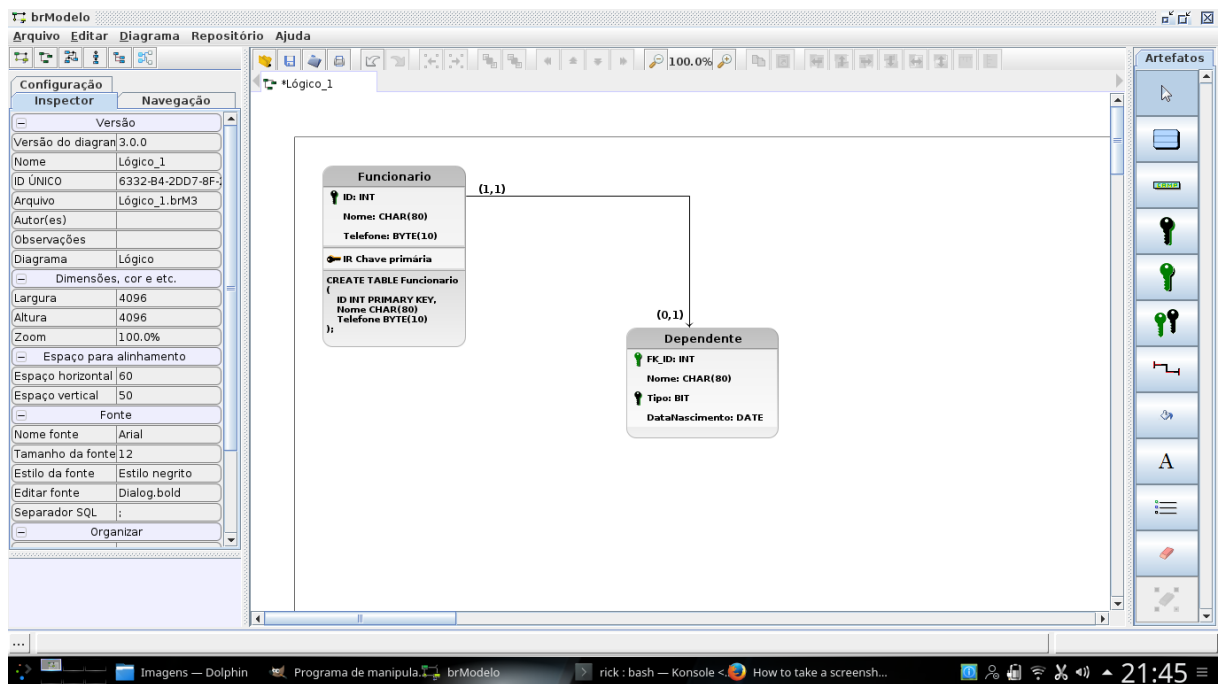 brModelo
Arquivo Editar Diagrama Repositório Ajuda
100.0%
Artefatos
Configuração
Inspector Navegação
*Lógico_1
Versão
Versão do diagran 3.0.0
Nome Lógico_1
ID ÚNICO 6332-B4-2DD7-8F-
Arquivo Lógico_1.brM3
Autor(es)
Observações
Diagrama Lógico
Dimensões, cor e etc.
Largura 4096
Altura 4096
Zoom 100.0%
Espaço para alinhamento
Espaço horizontal 60
Espaço vertical 50
Fonte
Nome fonte Arial
Tamanho da fonte 12
Estilo da fonte Estilo negrito
Editar fonte Dialog.bold
Separador SQL ;
Organizar
Funcionario
ID: INT
Nome: CHAR(80)
Telefone: BYTE(10)
IR Chave primária
CREATE TABLE Funcionario
(
ID INT PRIMARY KEY,
Nome CHAR(80)
Telefone BYTE(10)
);
(1,1)
(0,1)
Dependente
FK_ID: INT
Nome: CHAR(80)
Tipo: BIT
DataNascimento: DATE
A
...
Imagens — Dolphin
Programa de manipula...
brModelo
rick : bash — Konsole <...
How to take a screensh...
21:45